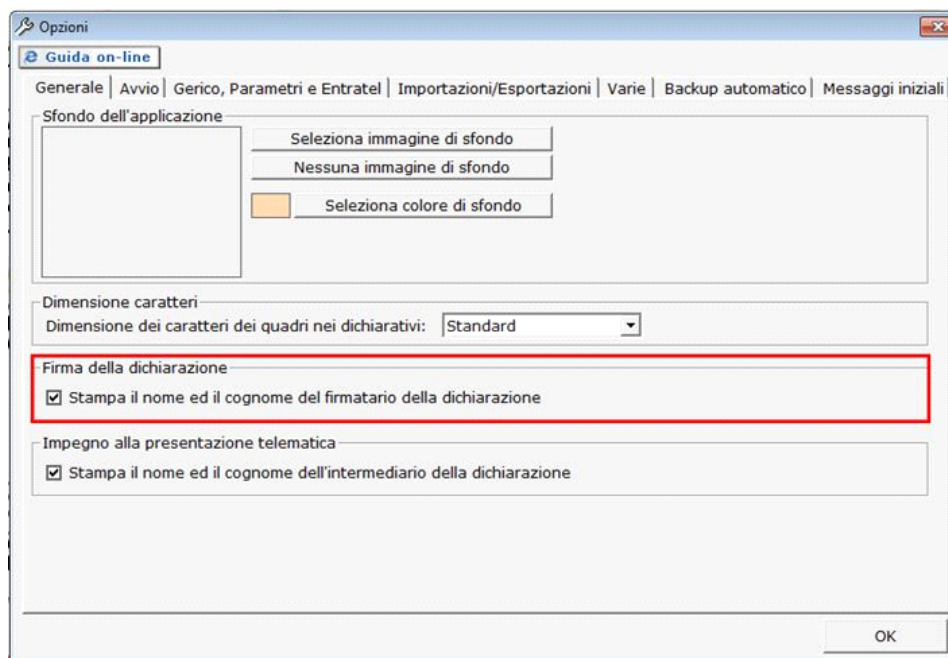 Opzioni
Guida on-line
Generale Avvio Gerico, Parametri e Entratel Importazioni/Esportazioni Varie Backup automatico Messaggi iniziali
Sfondo dell'applicazione
Seleziona immagine di sfondo
Nessuna immagine di sfondo
Seleziona colore di sfondo
Dimensione caratteri
Dimensione dei caratteri dei quadri nei dichiarativi: Standard
Firma della dichiarazione
Stampa il nome ed il cognome del firmatario della dichiarazione
Impegno alla presentazione telematica
Stampa il nome ed il cognome dell'intermediario della dichiarazione
OK